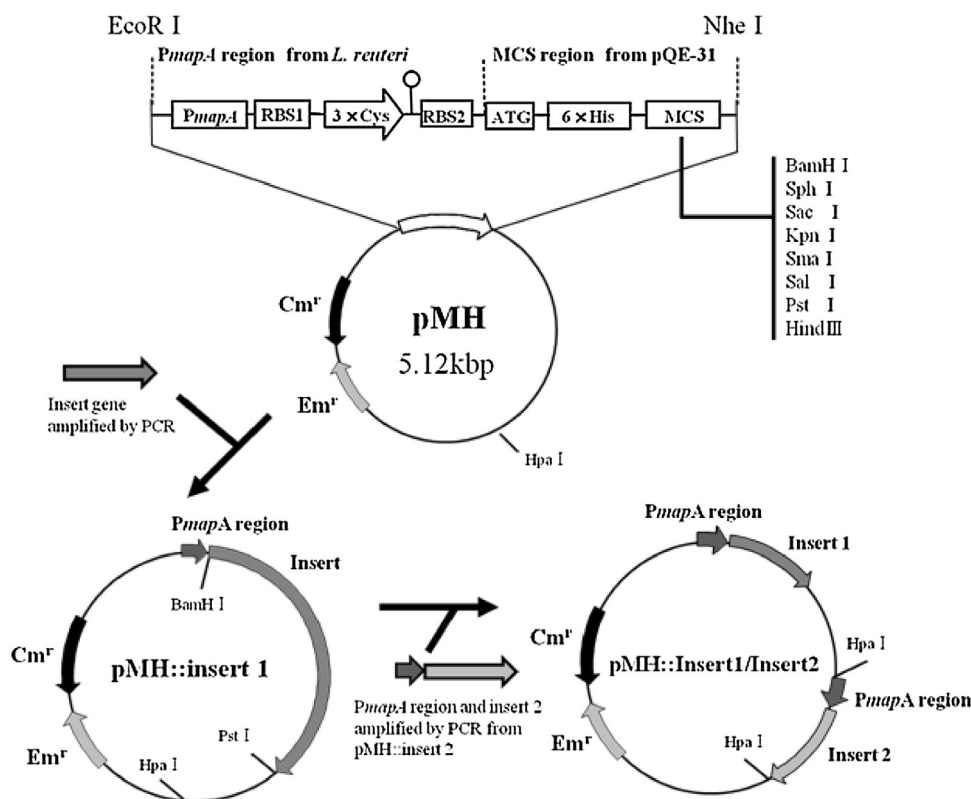 EcoR I
Nhe I
PmapA region from L. reuteri
MCS region from pQE-31
PmapA
RBS1
3 × Cys
RBS2
ATG
6 × His
MCS
BamH I
Sph I
Sac I
Kpn I
Sma I
Sal I
Pst I
Hind III
Cmʳ
pMH
5.12kbp
Emʳ
Hpa I
Insert gene
amplified by PCR
PmapA region
Insert
BamH I
Cmʳ
pMH::insert 1
Emʳ
Pst I
Hpa I
PmapA region and insert 2
amplified by PCR from
pMH::insert 2
PmapA region
Insert 1
Cmʳ
Hpa I
pMH::Insert1/Insert2
PmapA region
Emʳ
Hpa I
Insert 2